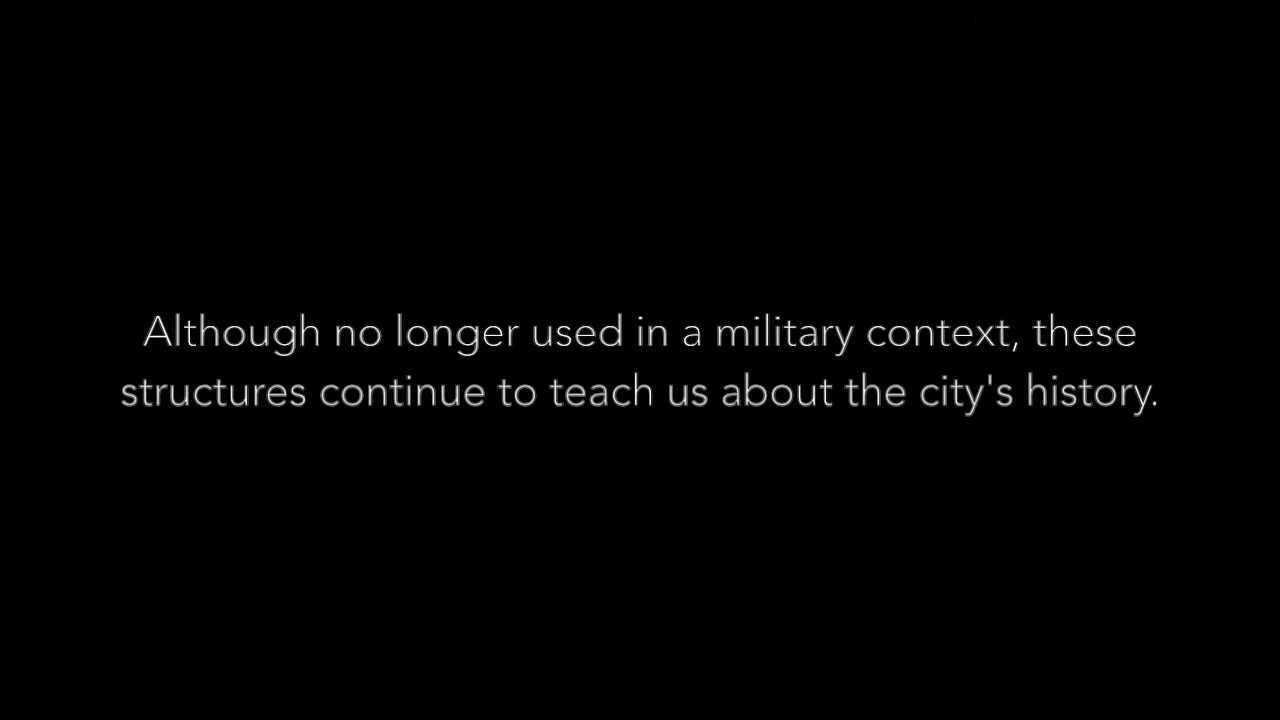 Although no longer used in a military context, these
structures continue to teach us about the city's history.